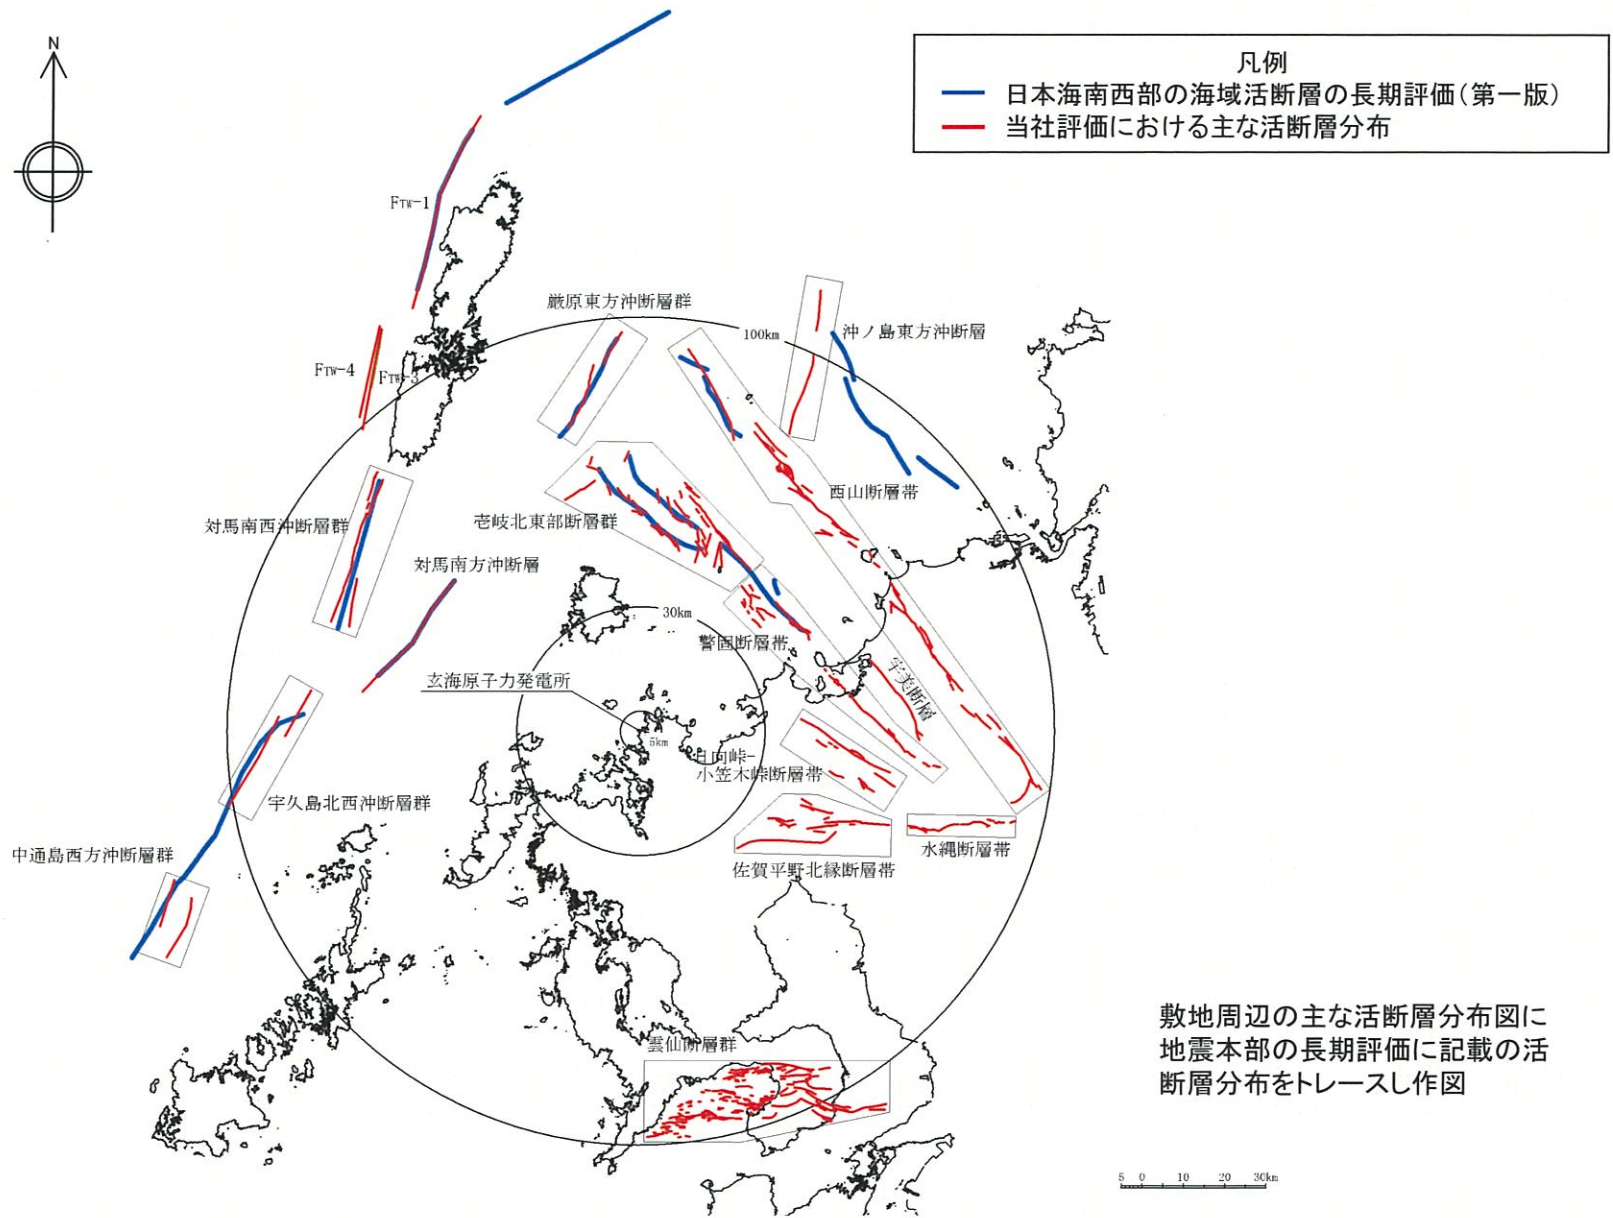 N
凡例
日本海南西部の海域活断層の長期評価(第一版)
当社評価における主な活断層分布
FTW-1
厳原東方沖断層群
100km
沖ノ島東方沖断層
FTW-4
FTW-3
西山断層帯
対馬南西沖断層群
壱岐北東部断層群
対馬南方沖断層
30km
警固断層帯
宇美断層
玄海原子力発電所
5km
日向峠-
小笠木峠断層帯
宇久島北西沖断層群
中通島西方沖断層群
水縄断層帯
佐賀平野北縁断層帯
雲仙断層群
敷地周辺の主な活断層分布図に
地震本部の長期評価に記載の活
断層分布をトレースし作図
5 0 10 20 30km